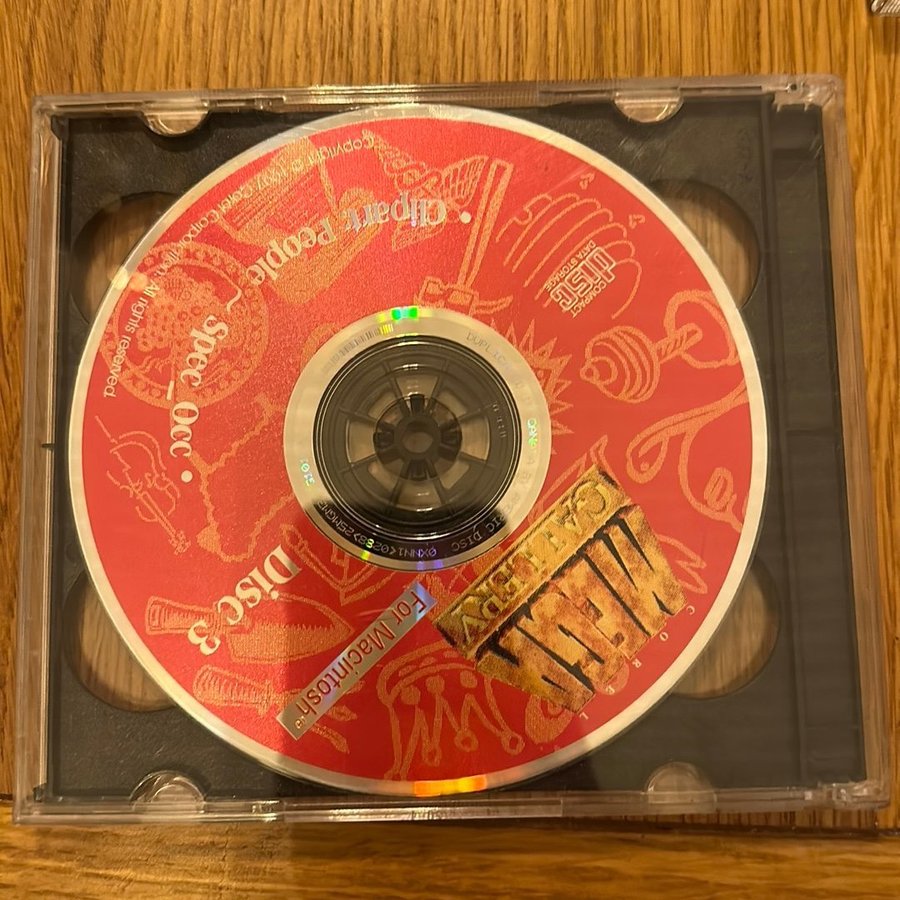 COREL
MEGA
GALLERY
For Macintosh®
Disc 3
• Clipart: People ~ Spec_Occ •
Copyright © 1997 Corel Corporation. All rights reserved.
COMPACT
disc
DATA STORAGE